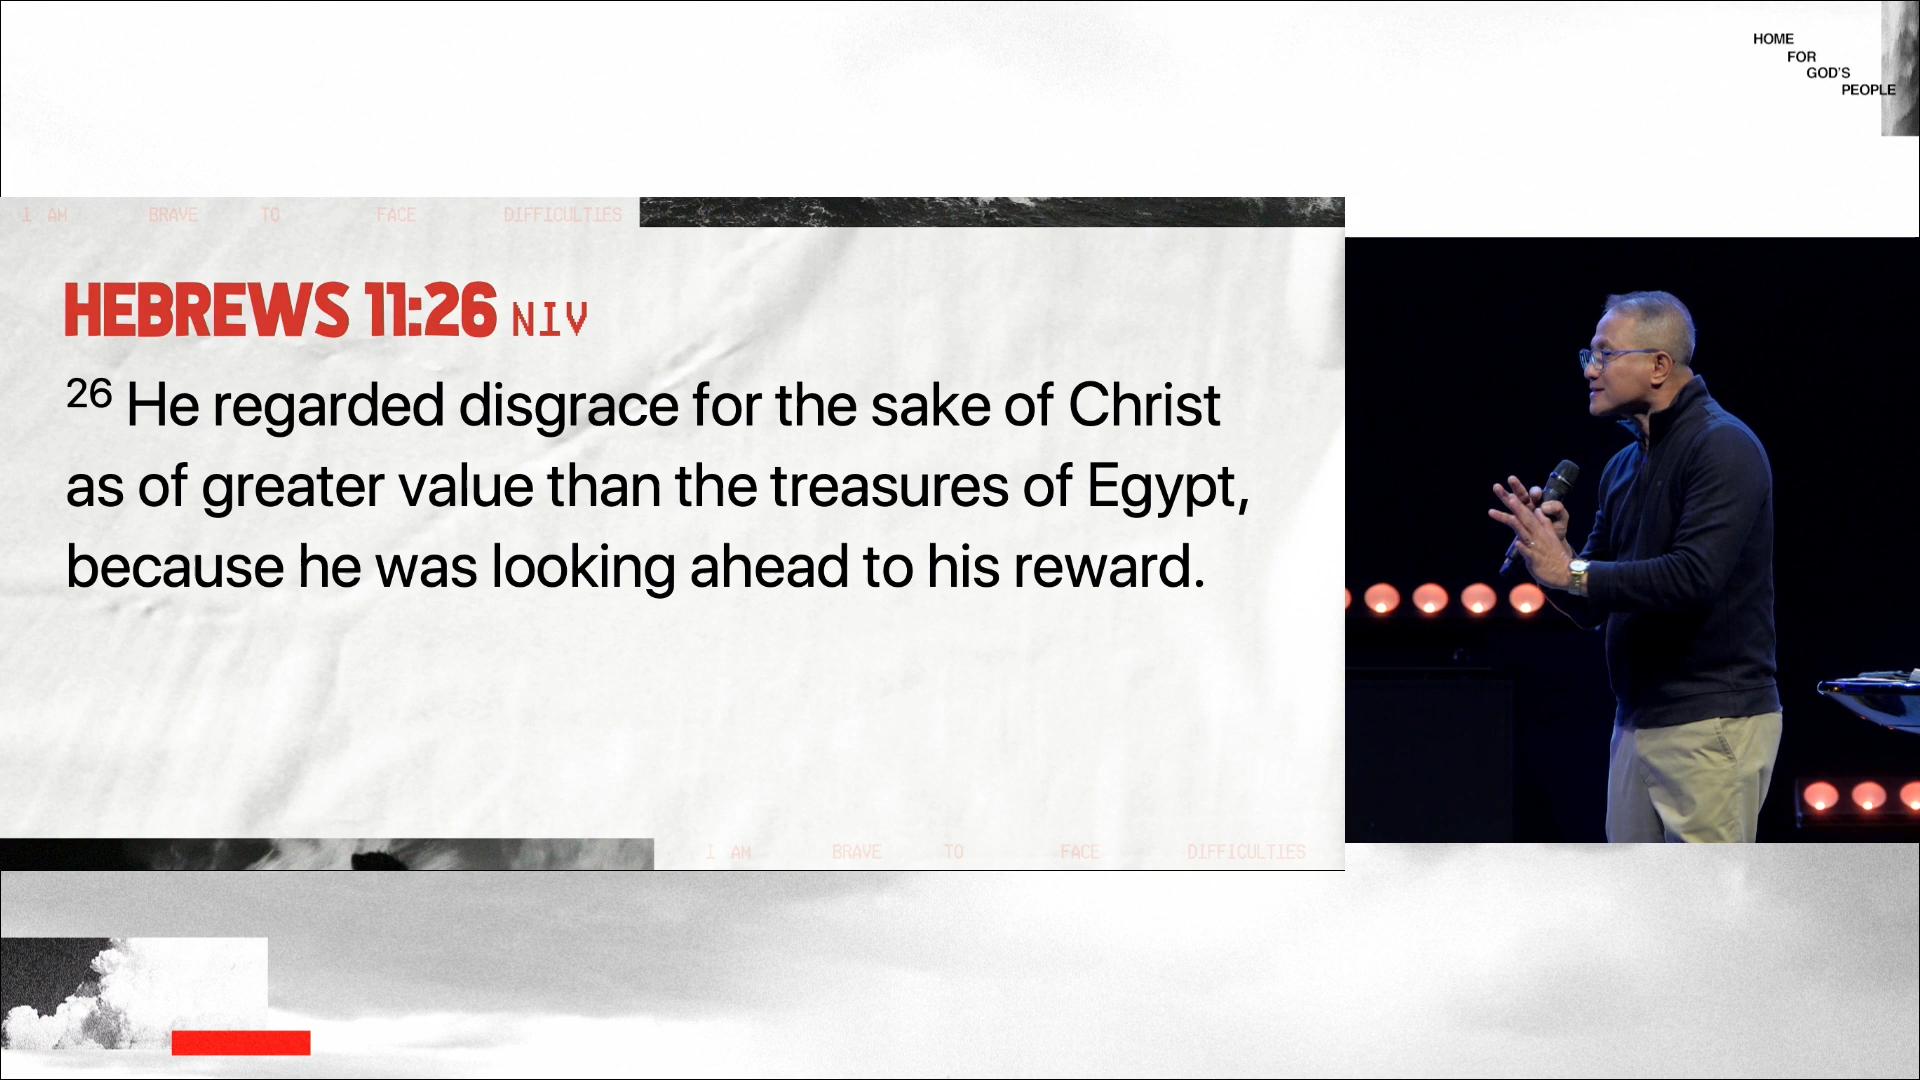 HOME
FOR
GOD'S
PEOPLE
I AM BRAVE TO FACE DIFFICULTIES
HEBREWS 11:26 NIV
26 He regarded disgrace for the sake of Christ
as of greater value than the treasures of Egypt,
because he was looking ahead to his reward.
I AM BRAVE TO FACE DIFFICULTIES